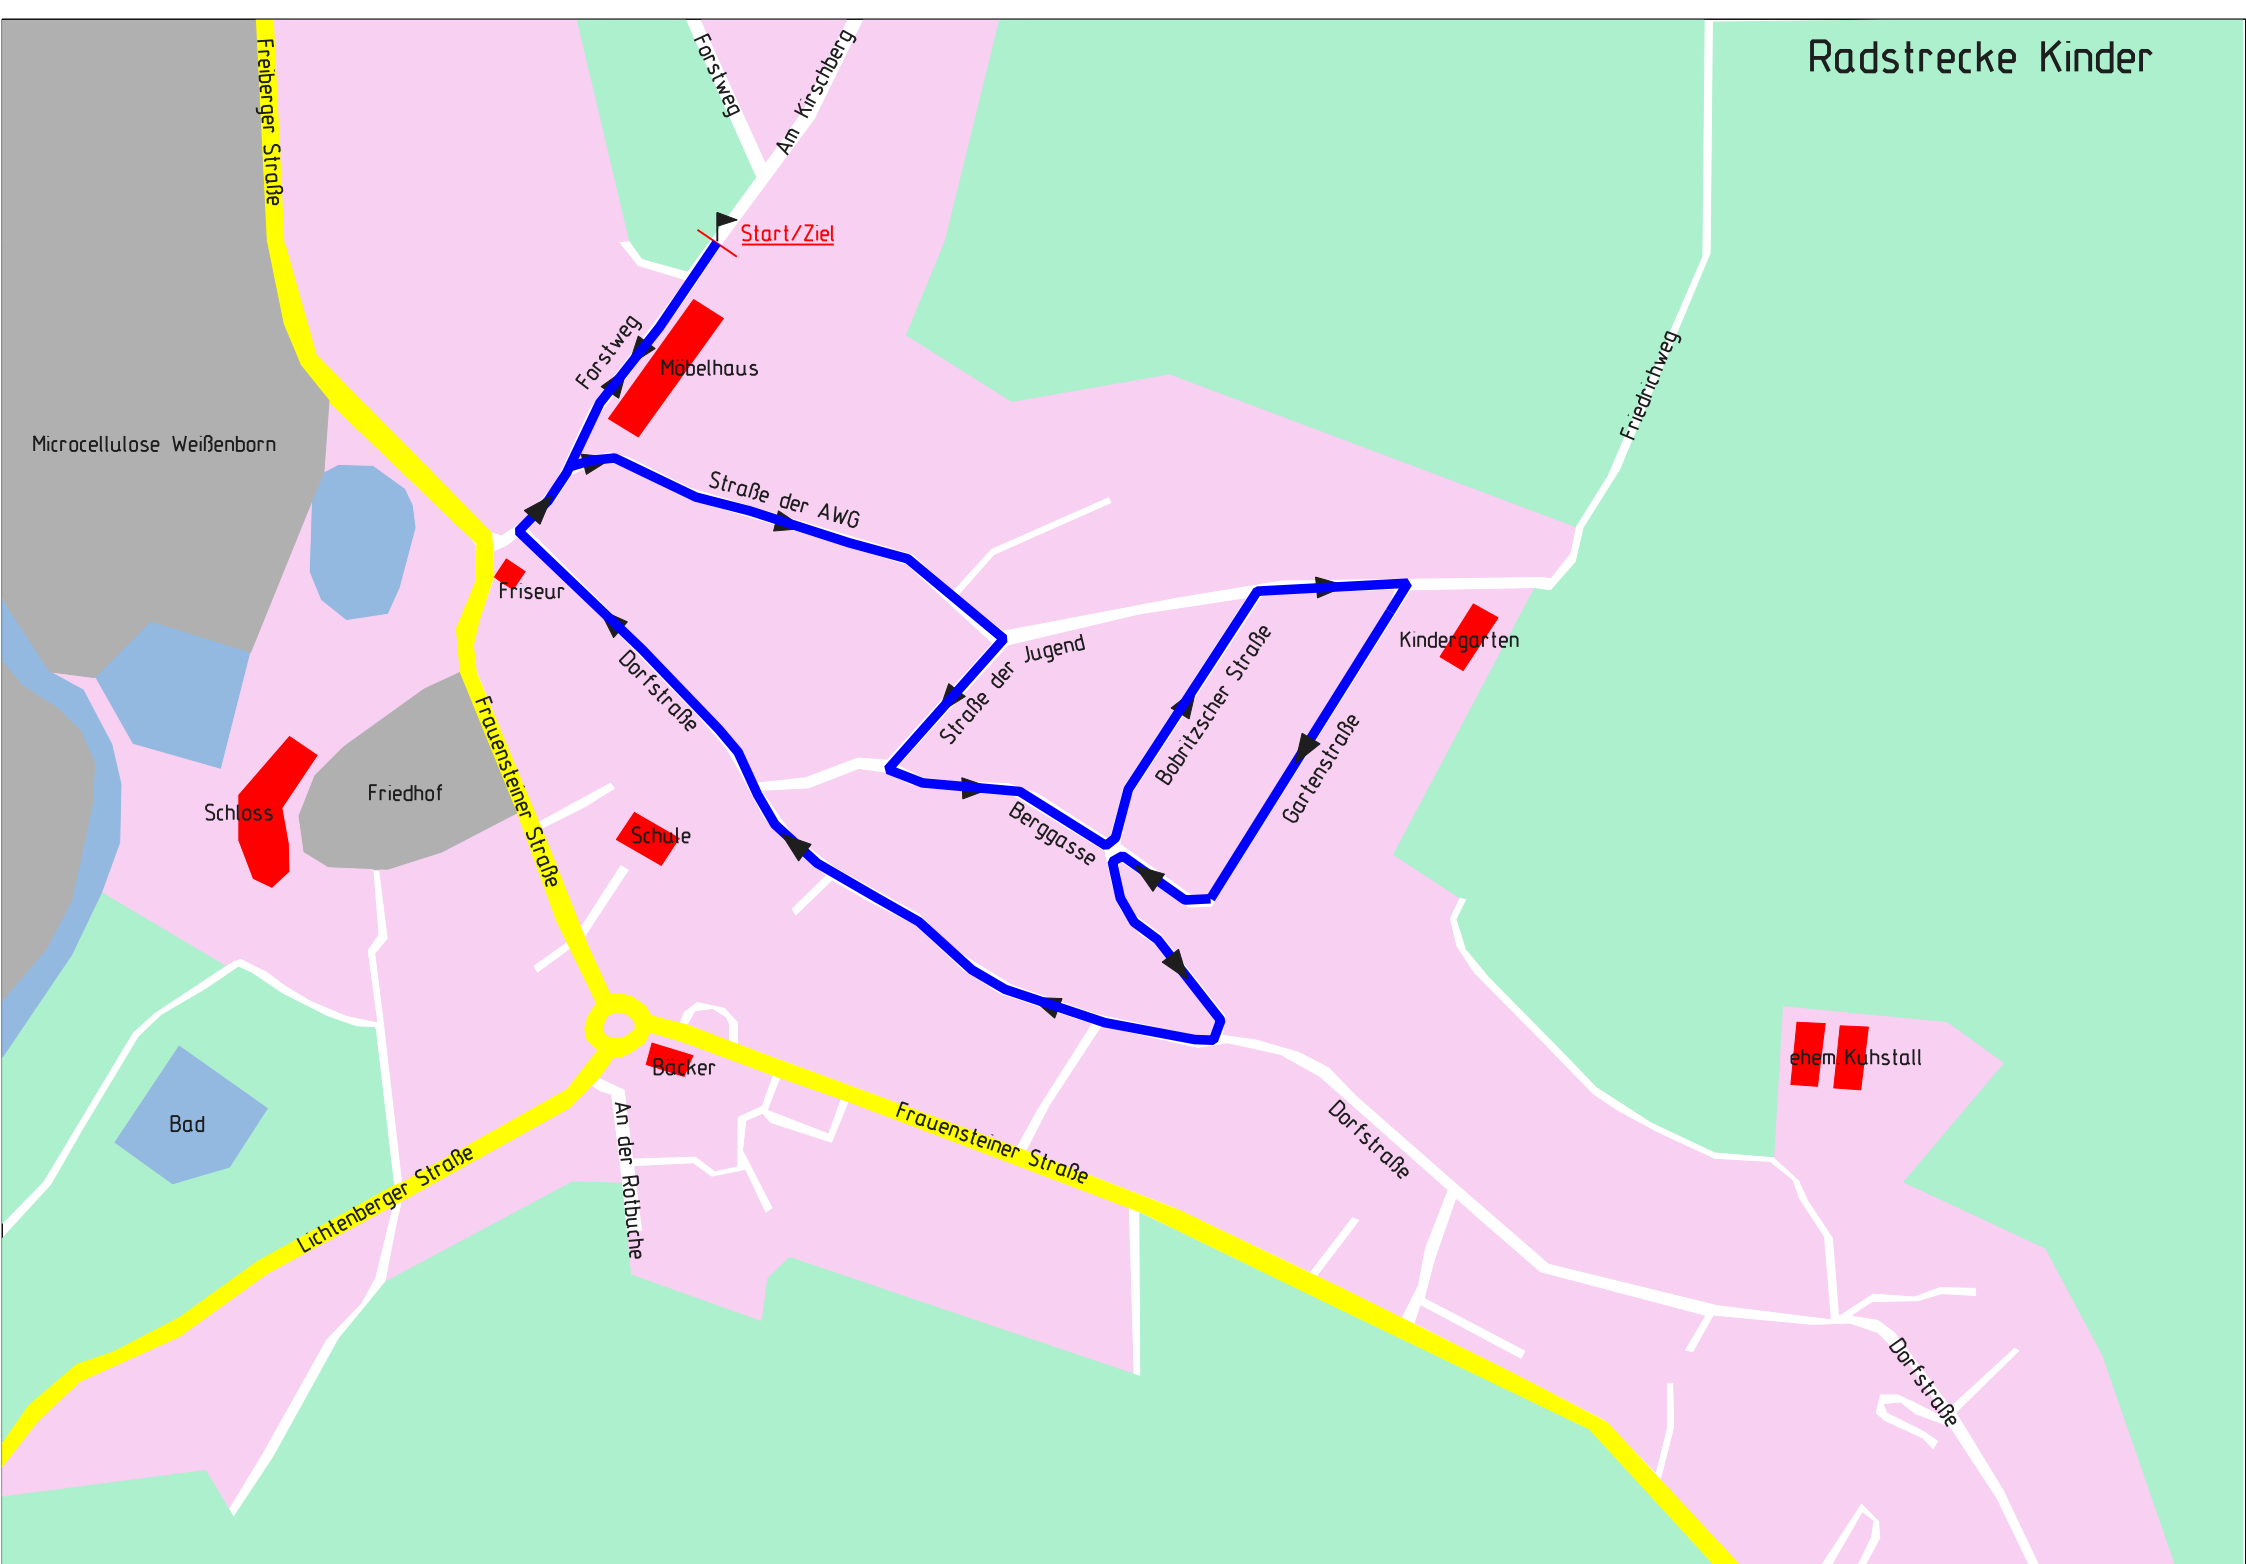 Radstrecke Kinder
Freiberger Straße
Forstweg
Am Kirschberg
Start/Ziel
Forstweg
Möbelhaus
Friedrichweg
Microcellulose Weißenborn
Straße der AWG
Friseur
Straße der Jugend
Kindergarten
Dorfstraße
Bobritzscher Straße
Gartenstraße
Frauensteiner Straße
Friedhof
Schloss
Schule
Berggasse
Bäcker
ehem Kuhstall
Bad
An der Rotbuche
Frauensteiner Straße
Dorfstraße
Lichtenberger Straße
Dorfstraße